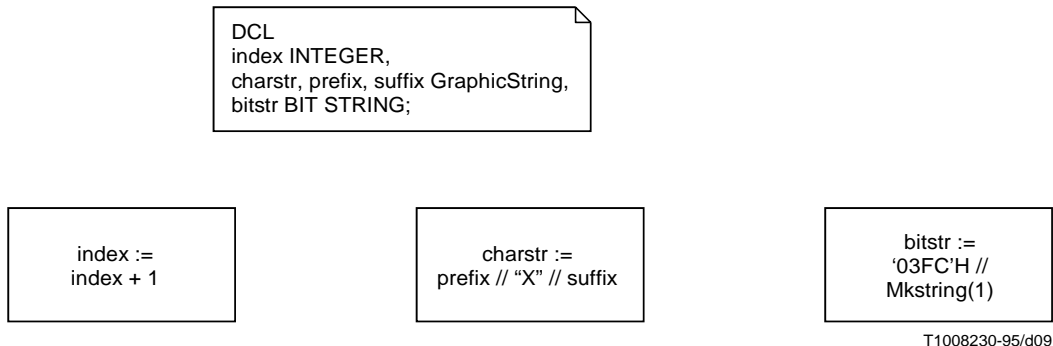 DCL
index INTEGER,
charstr, prefix, suffix GraphicString,
bitstr BIT STRING;
index :=
index + 1
charstr :=
prefix // “X” // suffix
bitstr :=
‘03FC’H //
Mkstring(1)
T1008230-95/d09